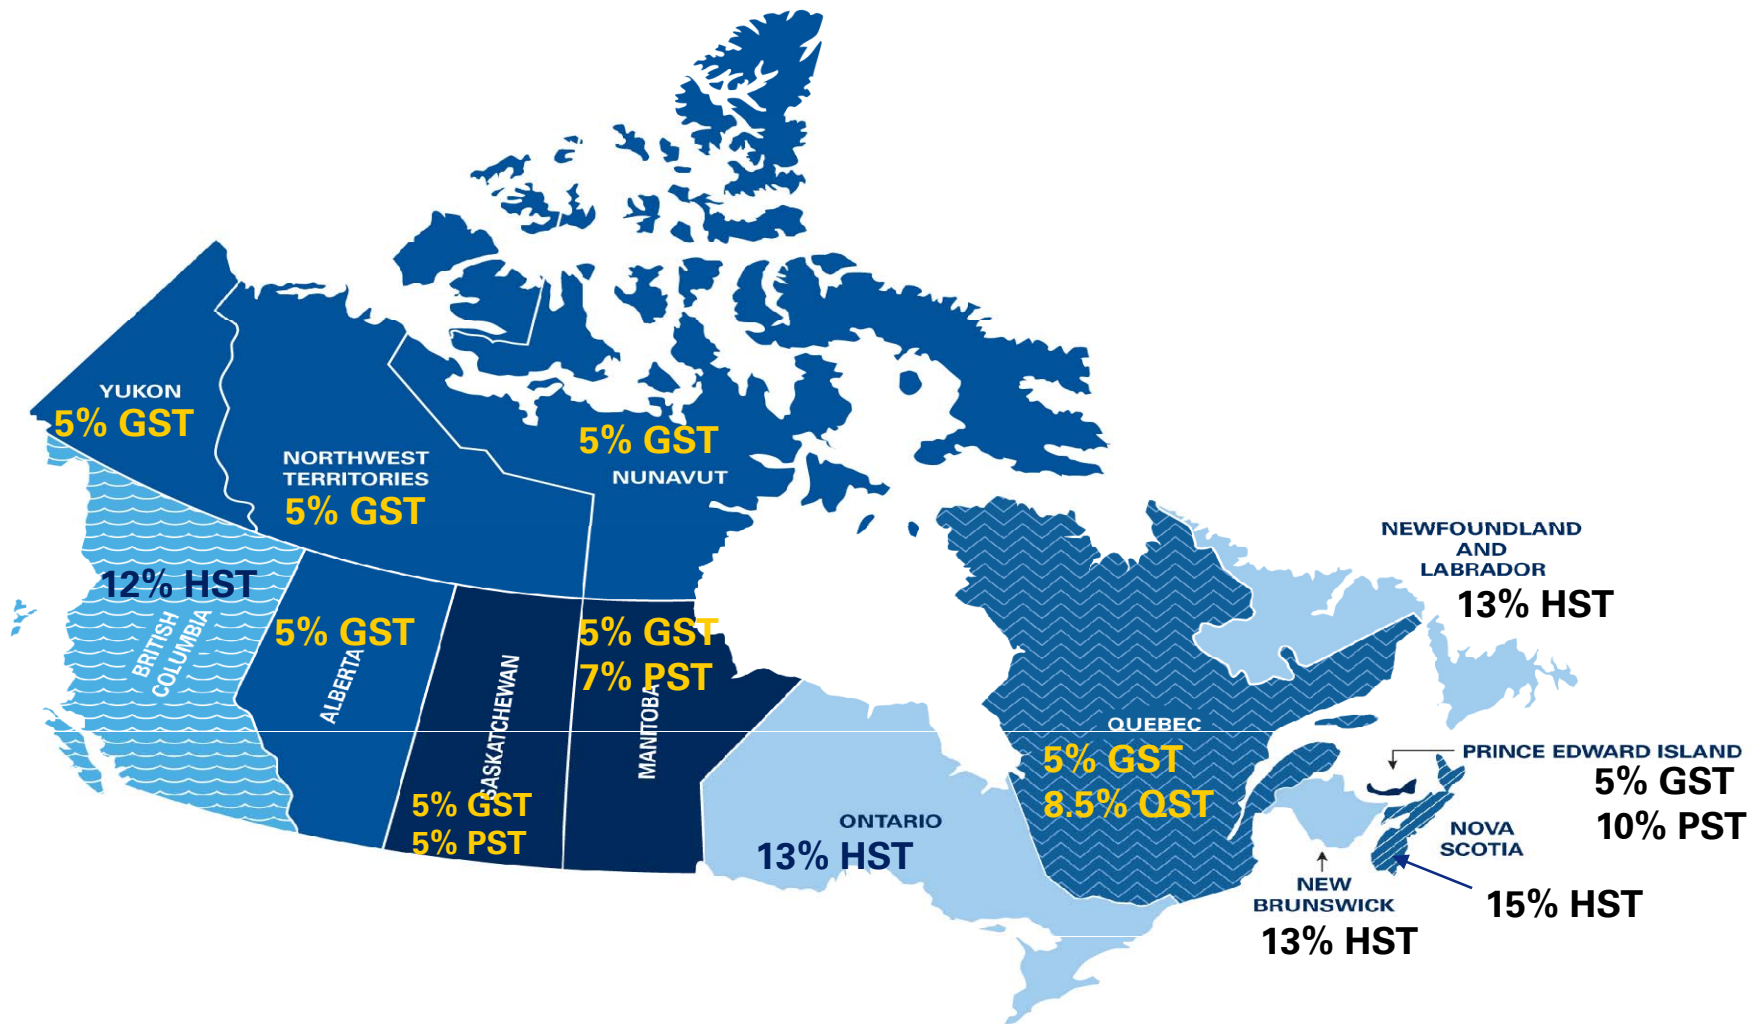 YUKON
5% GST
NORTHWEST
TERRITORIES
5% GST
5% GST
NUNAVUT
12% HST
BRITISH
COLUMBIA
5% GST
ALBERTA
SASKATCHEWAN
5% GST
5% PST
5% GST
7% PST
MANITOBA
ONTARIO
13% HST
QUEBEC
5% GST
8.5% QST
NEWFOUNDLAND
AND
LABRADOR
13% HST
PRINCE EDWARD ISLAND
5% GST
10% PST
NOVA
SCOTIA
15% HST
NEW
BRUNSWICK
13% HST